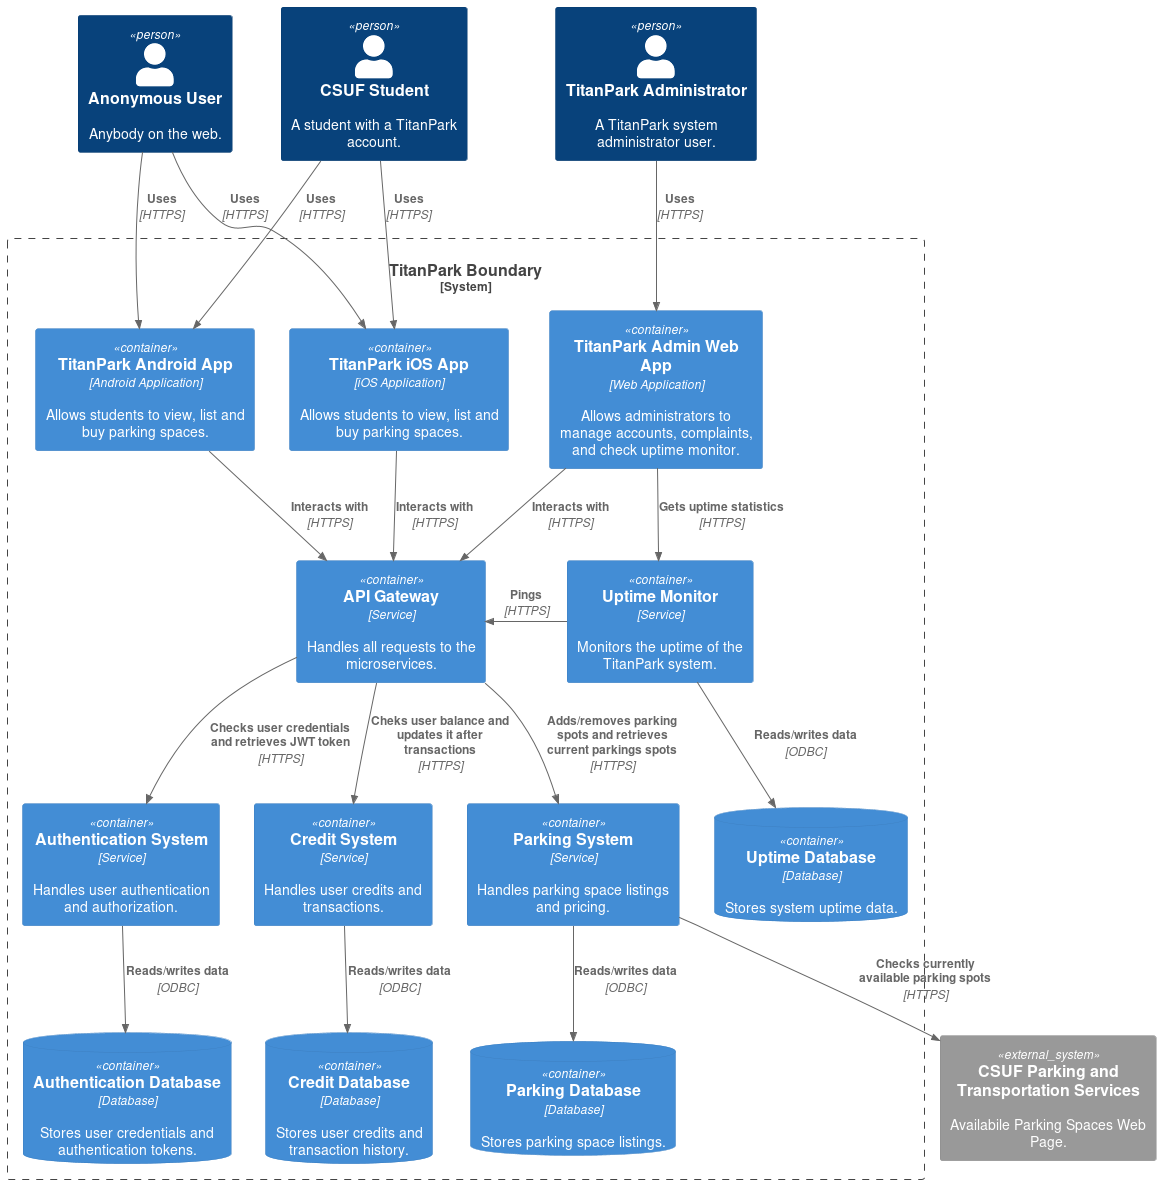 «person»
Anonymous User
Anybody on the web.
«person»
CSUF Student
A student with a TitanPark
account.
«person»
TitanPark Administrator
A TitanPark system
administrator user.
Uses
[HTTPS]
Uses
[HTTPS]
Uses
[HTTPS]
Uses
[HTTPS]
Uses
[HTTPS]
TitanPark Boundary
[System]
«container»
TitanPark Android App
[Android Application]
Allows students to view, list and
buy parking spaces.
«container»
TitanPark iOS App
[iOS Application]
Allows students to view, list and
buy parking spaces.
«container»
TitanPark Admin Web
App
[Web Application]
Allows administrators to
manage accounts, complaints,
and check uptime monitor.
Interacts with
[HTTPS]
Interacts with
[HTTPS]
Interacts with
[HTTPS]
Gets uptime statistics
[HTTPS]
«container»
API Gateway
[Service]
Handles all requests to the
microservices.
Pings
[HTTPS]
«container»
Uptime Monitor
[Service]
Monitors the uptime of the
TitanPark system.
Checks user credentials
and retrieves JWT token
[HTTPS]
Cheks user balance and
updates it after
transactions
[HTTPS]
Adds/removes parking
spots and retrieves
current parkings spots
[HTTPS]
Reads/writes data
[ODBC]
«container»
Authentication System
[Service]
Handles user authentication
and authorization.
«container»
Credit System
[Service]
Handles user credits and
transactions.
«container»
Parking System
[Service]
Handles parking space listings
and pricing.
«container»
Uptime Database
[Database]
Stores system uptime data.
Reads/writes data
[ODBC]
Reads/writes data
[ODBC]
Reads/writes data
[ODBC]
Checks currently
available parking spots
[HTTPS]
«container»
Authentication Database
[Database]
Stores user credentials and
authentication tokens.
«container»
Credit Database
[Database]
Stores user credits and
transaction history.
«container»
Parking Database
[Database]
Stores parking space listings.
«external_system»
CSUF Parking and
Transportation Services
Availabile Parking Spaces Web
Page.